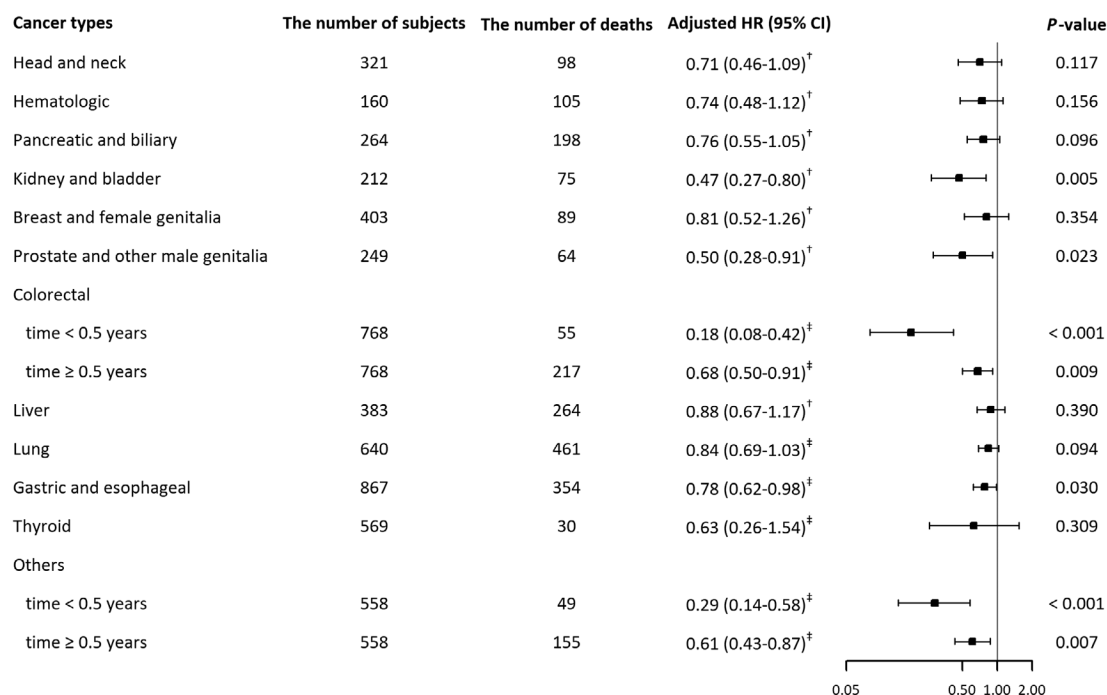 Cancer types The number of subjects The number of deaths Adjusted HR (95% CI) P-value
Head and neck 321 98 0.71 (0.46-1.09)† 0.117
Hematologic 160 105 0.74 (0.48-1.12)† 0.156
Pancreatic and biliary 264 198 0.76 (0.55-1.05)† 0.096
Kidney and bladder 212 75 0.47 (0.27-0.80)† 0.005
Breast and female genitalia 403 89 0.81 (0.52-1.26)† 0.354
Prostate and other male genitalia 249 64 0.50 (0.28-0.91)† 0.023
Colorectal
time < 0.5 years 768 55 0.18 (0.08-0.42)‡ < 0.001
time ≥ 0.5 years 768 217 0.68 (0.50-0.91)‡ 0.009
Liver 383 264 0.88 (0.67-1.17)† 0.390
Lung 640 461 0.84 (0.69-1.03)‡ 0.094
Gastric and esophageal 867 354 0.78 (0.62-0.98)‡ 0.030
Thyroid 569 30 0.63 (0.26-1.54)‡ 0.309
Others
time < 0.5 years 558 49 0.29 (0.14-0.58)‡ < 0.001
time ≥ 0.5 years 558 155 0.61 (0.43-0.87)‡ 0.007
0.05 0.50 1.00 2.00